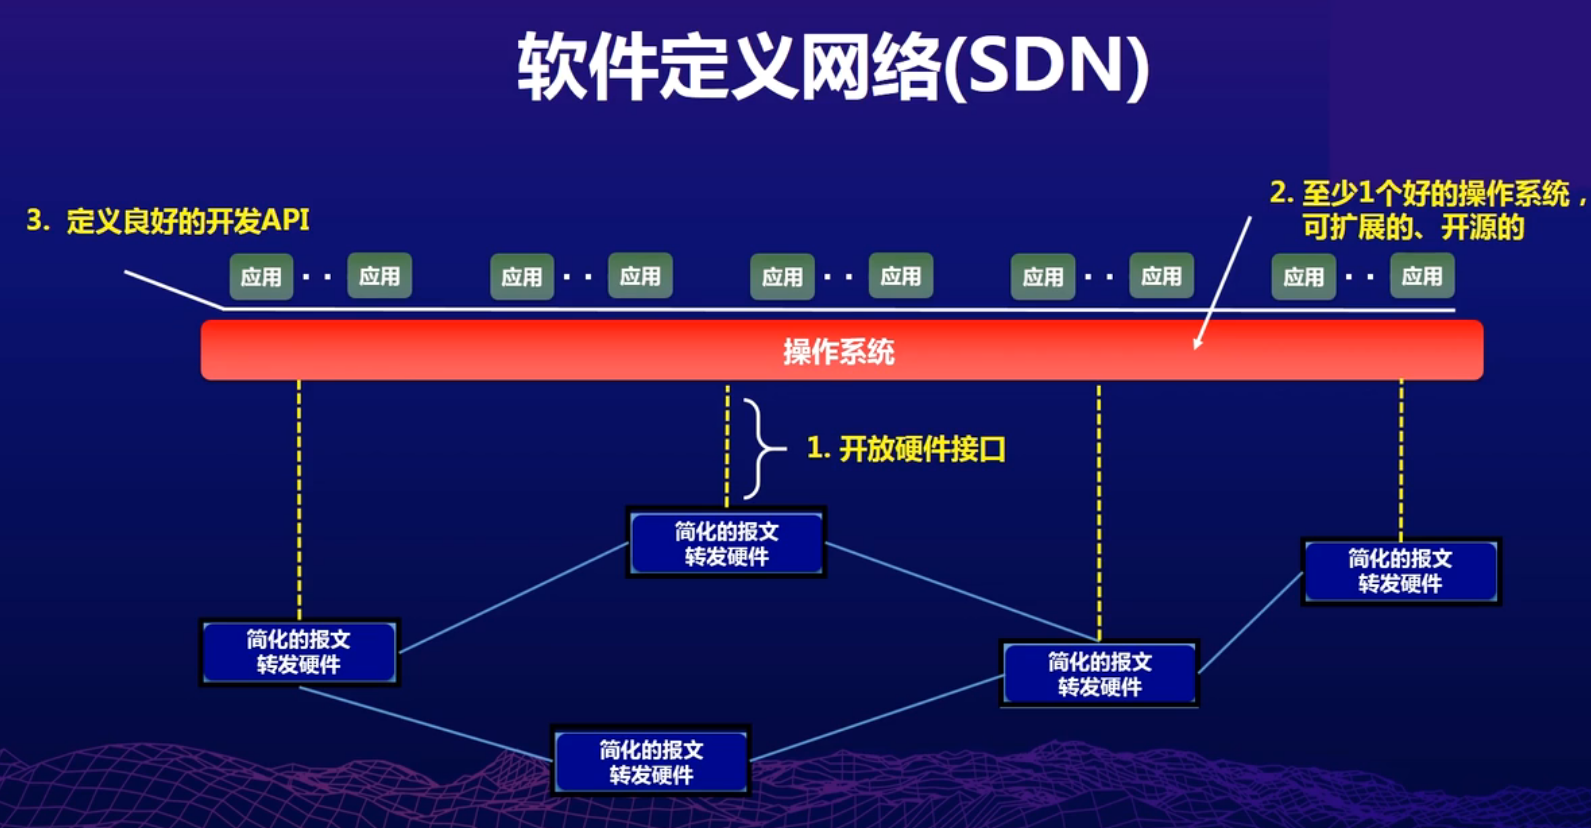 软件定义网络(SDN)
3. 定义良好的开发API
2. 至少1个好的操作系统，
可扩展的、开源的
应用 · · 应用 应用 · · 应用 应用 · · 应用 应用 · · 应用 应用 · · 应用
操作系统
1. 开放硬件接口
简化的报文
转发硬件
简化的报文
转发硬件
简化的报文
转发硬件
简化的报文
转发硬件
简化的报文
转发硬件